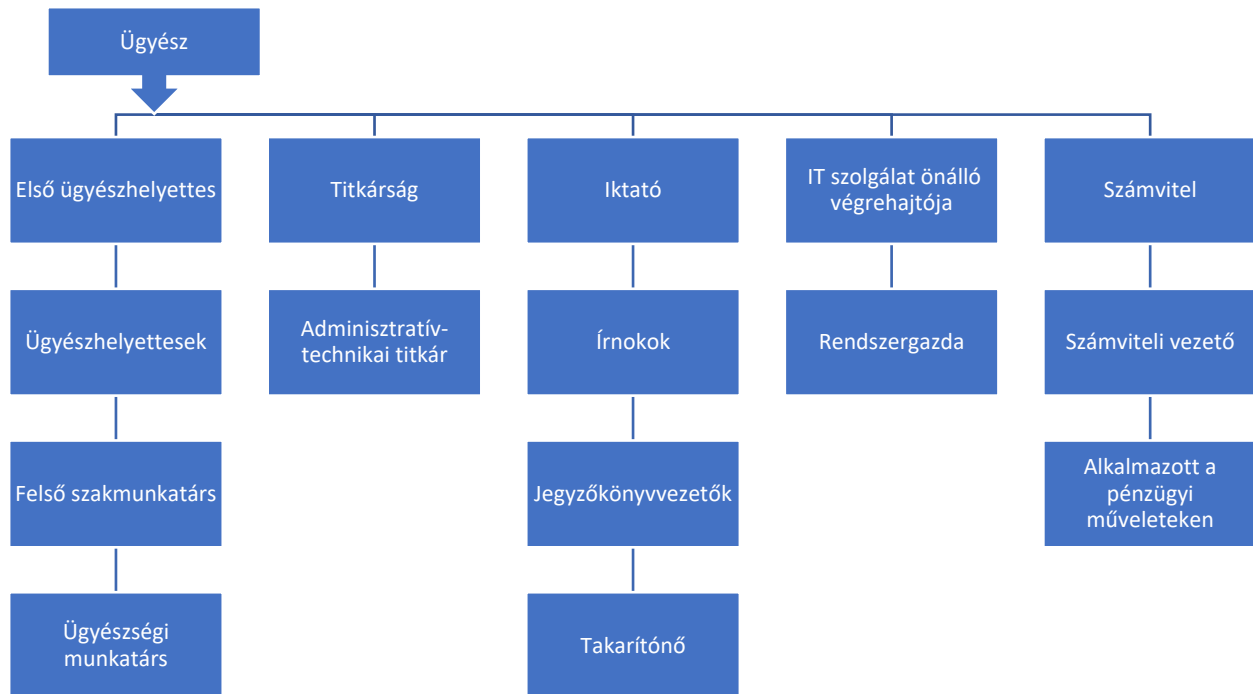 Ügyész
Első ügyészhelyettes
Titkárság
Iktató
IT szolgálat önálló
végrehajtója
Számvitel
Ügyészhelyettesek
Adminisztratív-
technikai titkár
Írnokok
Rendszergazda
Számviteli vezető
Felső szakmunkatárs
Jegyzőkönyvvezetők
Alkalmazott a
pénzügyi
műveleteken
Ügyészségi
munkatárs
Takarítónő